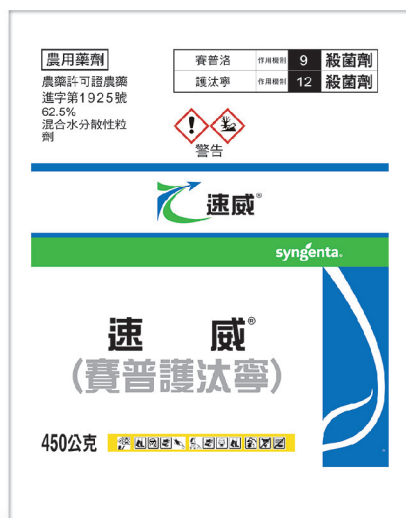 農用藥劑
農藥許可證農藥
進字第1925號
62.5%
混合水分散性粒
劑
賽普洛 作用機制 9 殺菌劑
護汰寧 作用機制 12 殺菌劑
警告
速威®
syngenta®
速威®
(賽普護汰寧)
450公克